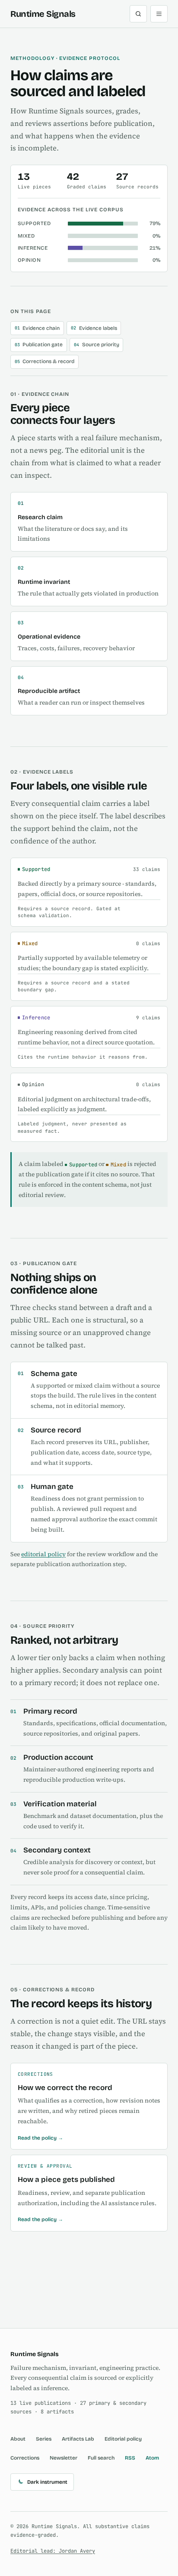 Runtime Signals
METHODOLOGY · EVIDENCE PROTOCOL
How claims are
sourced and labeled
How Runtime Signals sources, grades,
and reviews assertions before publication,
and what happens when the evidence
is incomplete.
13 42 27
Live pieces Graded claims Source records
EVIDENCE ACROSS THE LIVE CORPUS
SUPPORTED 79%
MIXED 0%
INFERENCE 21%
OPINION 0%
ON THIS PAGE
01 Evidence chain 02 Evidence labels
03 Publication gate 04 Source priority
05 Corrections & record
01 · EVIDENCE CHAIN
Every piece
connects four layers
A piece starts with a real failure mechanism,
not a news peg. The editorial unit is the
chain from what is claimed to what a reader
can inspect.
01
Research claim
What the literature or docs say, and its
limitations
02
Runtime invariant
The rule that actually gets violated in production
03
Operational evidence
Traces, costs, failures, recovery behavior
04
Reproducible artifact
What a reader can run or inspect themselves
02 · EVIDENCE LABELS
Four labels, one visible rule
Every consequential claim carries a label
shown on the piece itself. The label describes
the support behind the claim, not the
confidence of the author.
Supported 33 claims
Backed directly by a primary source - standards,
papers, official docs, or source repositories.
Requires a source record. Gated at
schema validation.
Mixed 0 claims
Partially supported by available telemetry or
studies; the boundary gap is stated explicitly.
Requires a source record and a stated
boundary gap.
Inference 9 claims
Engineering reasoning derived from cited
runtime behavior, not a direct source quotation.
Cites the runtime behavior it reasons from.
Opinion 0 claims
Editorial judgment on architectural trade-offs,
labeled explicitly as judgment.
Labeled judgment, never presented as
measured fact.
A claim labeled Supported or Mixed is rejected
at the publication gate if it cites no source. That
rule is enforced in the content schema, not just
editorial review.
03 · PUBLICATION GATE
Nothing ships on
confidence alone
Three checks stand between a draft and a
public URL. Each one is structural, so a
missing source or an unapproved change
cannot be talked past.
01 Schema gate
A supported or mixed claim without a source
stops the build. The rule lives in the content
schema, not in editorial memory.
02 Source record
Each record preserves its URL, publisher,
publication date, access date, source type,
and what it supports.
03 Human gate
Readiness does not grant permission to
publish. A reviewed pull request and
named approval authorize the exact commit
being built.
See editorial policy for the review workflow and the
separate publication authorization step.
04 · SOURCE PRIORITY
Ranked, not arbitrary
A lower tier only backs a claim when nothing
higher applies. Secondary analysis can point
to a primary record; it does not replace one.
01 Primary record
Standards, specifications, official documentation,
source repositories, and original papers.
02 Production account
Maintainer-authored engineering reports and
reproducible production write-ups.
03 Verification material
Benchmark and dataset documentation, plus the
code used to verify it.
04 Secondary context
Credible analysis for discovery or context, but
never sole proof for a consequential claim.
Every record keeps its access date, since pricing,
limits, APIs, and policies change. Time-sensitive
claims are rechecked before publishing and before any
claim likely to have moved.
05 · CORRECTIONS & RECORD
The record keeps its history
A correction is not a quiet edit. The URL stays
stable, the change stays visible, and the
reason it changed is part of the piece.
CORRECTIONS
How we correct the record
What qualifies as a correction, how revision notes
are written, and why retired pieces remain
reachable.
Read the policy →
REVIEW & APPROVAL
How a piece gets published
Readiness, review, and separate publication
authorization, including the AI assistance rules.
Read the policy →
Runtime Signals
Failure mechanism, invariant, engineering practice.
Every consequential claim is sourced or explicitly
labeled as inference.
13 live publications · 27 primary & secondary
sources · 8 artifacts
About Series Artifacts Lab Editorial policy
Corrections Newsletter Full search RSS Atom
Dark instrument
© 2026 Runtime Signals. All substantive claims
evidence-graded.
Editorial lead: Jordan Avery